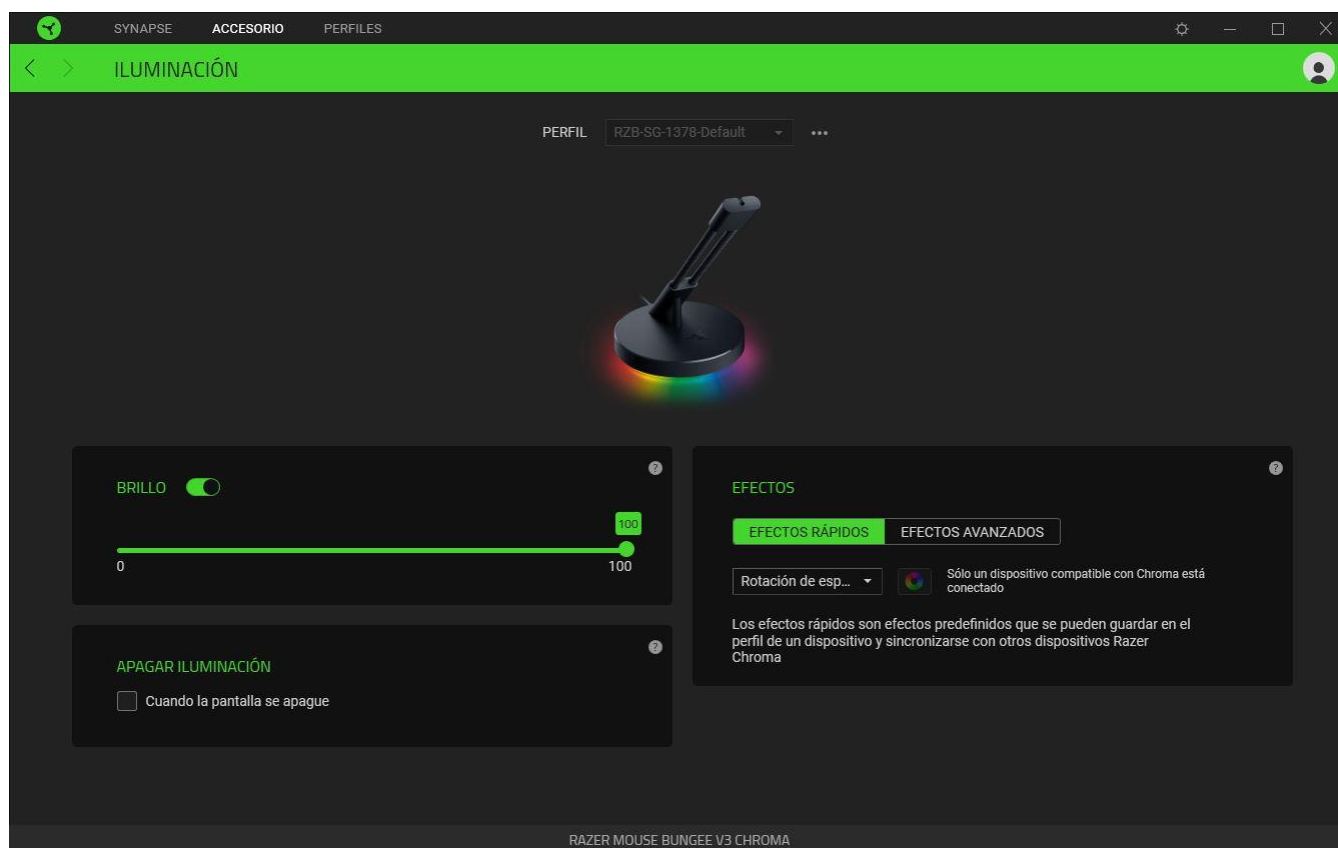 SYNAPSE ACCESORIO PERFILES
ILUMINACIÓN
PERFIL RZB-SG-1378-Default
BRILLO
100
0 100
APAGAR ILUMINACIÓN
Cuando la pantalla se apague
EFECTOS
EFECTOS RÁPIDOS EFECTOS AVANZADOS
Rotación de esp...
Sólo un dispositivo compatible con Chroma está
conectado
Los efectos rápidos son efectos predefinidos que se pueden guardar en el
perfil de un dispositivo y sincronizarse con otros dispositivos Razer
Chroma
RAZER MOUSE BUNGEE V3 CHROMA